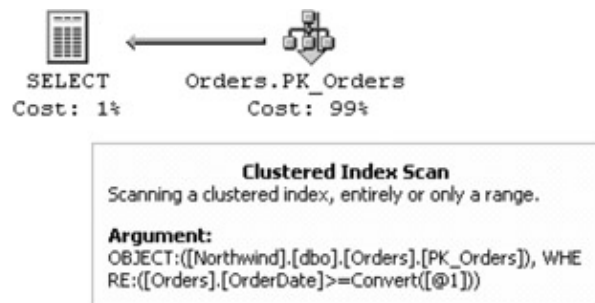 SELECT
Cost: 1%
Orders.PK_Orders
Cost: 99%
Clustered Index Scan
Scanning a clustered index, entirely or only a range.
Argument:
OBJECT:([Northwind].[dbo].[Orders].[PK_Orders]), WHE
RE:([Orders].[OrderDate]>=Convert([@1]))